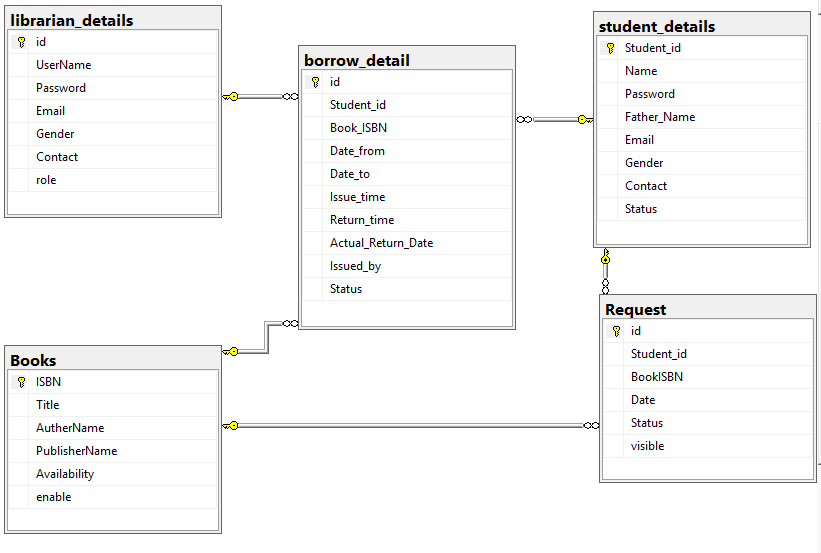 librarian_details
id
UserName
Password
Email
Gender
Contact
role
borrow_detail
id
Student_id
Book_ISBN
Date_from
Date_to
Issue_time
Return_time
Actual_Return_Date
Issued_by
Status
student_details
Student_id
Name
Password
Father_Name
Email
Gender
Contact
Status
Books
ISBN
Title
AutherName
PublisherName
Availability
enable
Request
id
Student_id
BookISBN
Date
Status
visible